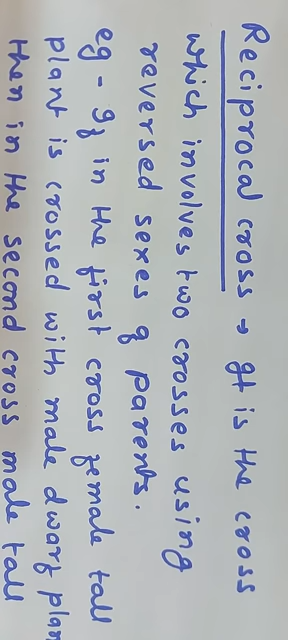 Reciprocal cross → It is the cross
which involves two crosses using
reversed sexes of parents.
eg - If in the first cross female tall
plant is crossed with male dwarf plan
then in the second cross male tall